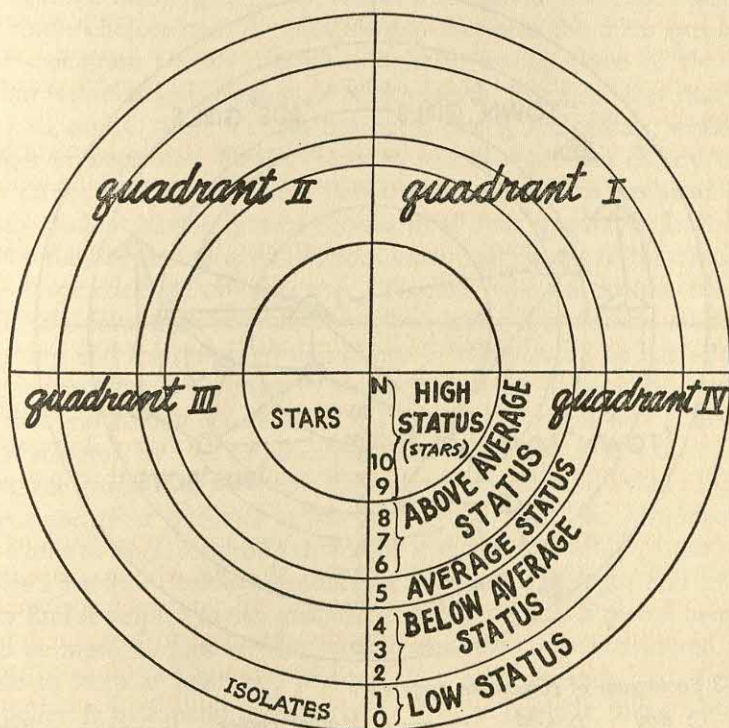 quadrant II
quadrant I
quadrant III
quadrant IV
STARS
N
10
9
HIGH
STATUS
(STARS)
8
7
6
ABOVE AVERAGE
STATUS
5
AVERAGE STATUS
4
3
2
BELOW AVERAGE
STATUS
ISOLATES
1
0
LOW STATUS